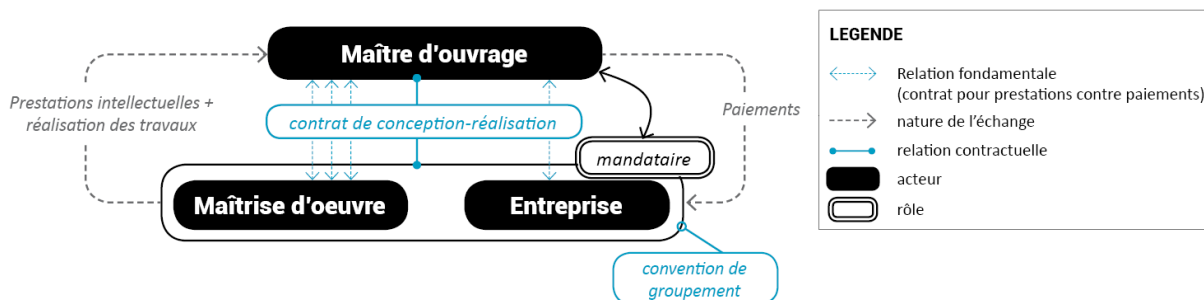 Maître d'ouvrage
Prestations intellectuelles +
réalisation des travaux
contrat de conception-réalisation
Paiements
mandataire
Maîtrise d'oeuvre
Entreprise
convention de
groupement
LEGENDE
Relation fondamentale
(contrat pour prestations contre paiements)
nature de l'échange
relation contractuelle
acteur
rôle